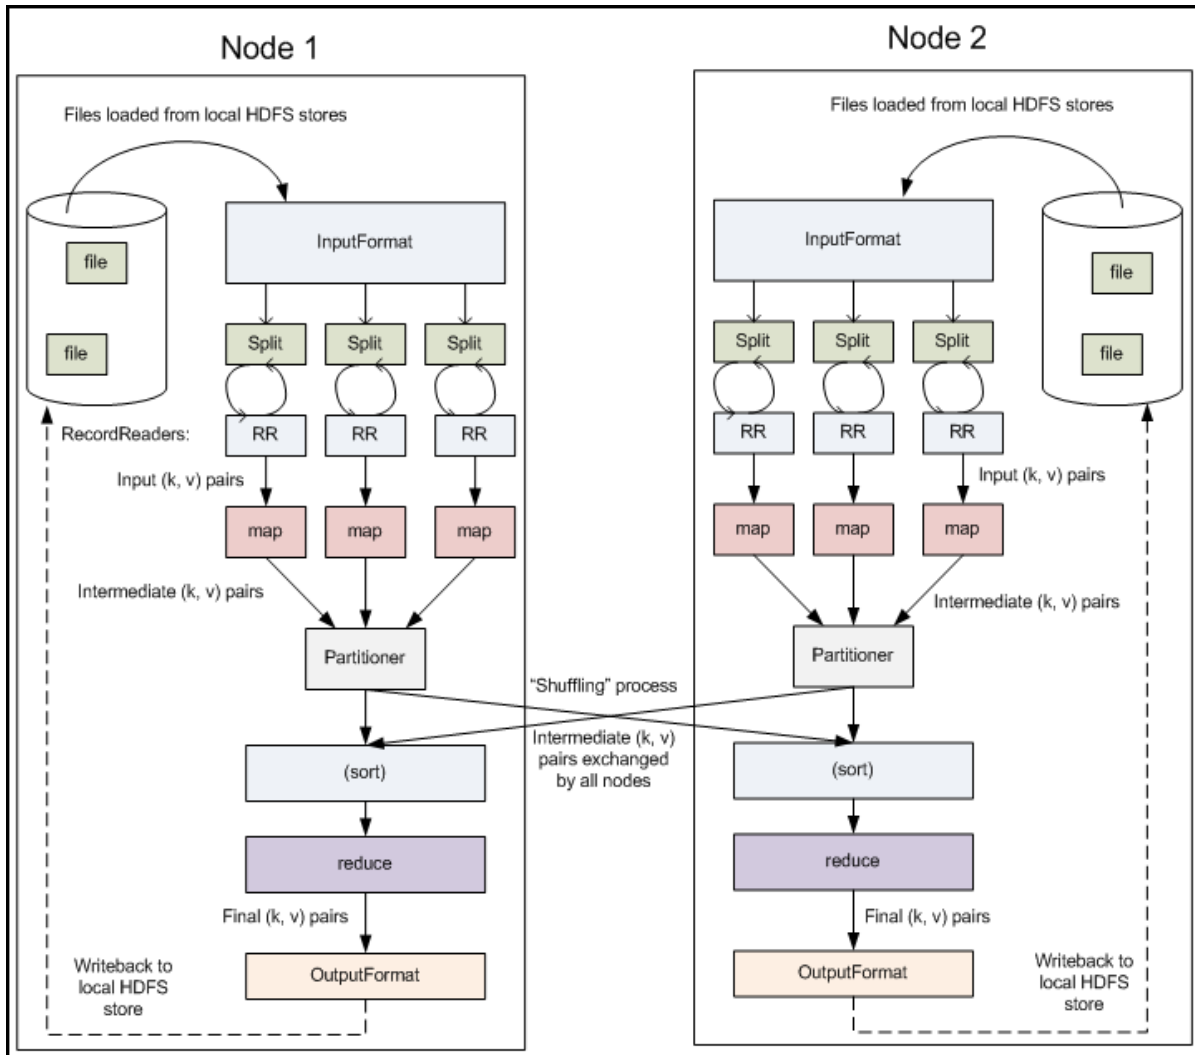 Node 1
Files loaded from local HDFS stores
InputFormat
file
file
Split
Split
Split
RecordReaders:
RR
RR
RR
Input (k, v) pairs
map
map
map
Intermediate (k, v) pairs
Partitioner
(sort)
reduce
Final (k, v) pairs
OutputFormat
Writeback to
local HDFS
store
“Shuffling” process
Intermediate (k, v)
pairs exchanged
by all nodes
Node 2
Files loaded from local HDFS stores
InputFormat
file
file
Split
Split
Split
RR
RR
RR
Input (k, v) pairs
map
map
map
Intermediate (k, v) pairs
Partitioner
(sort)
reduce
Final (k, v) pairs
OutputFormat
Writeback to
local HDFS
store